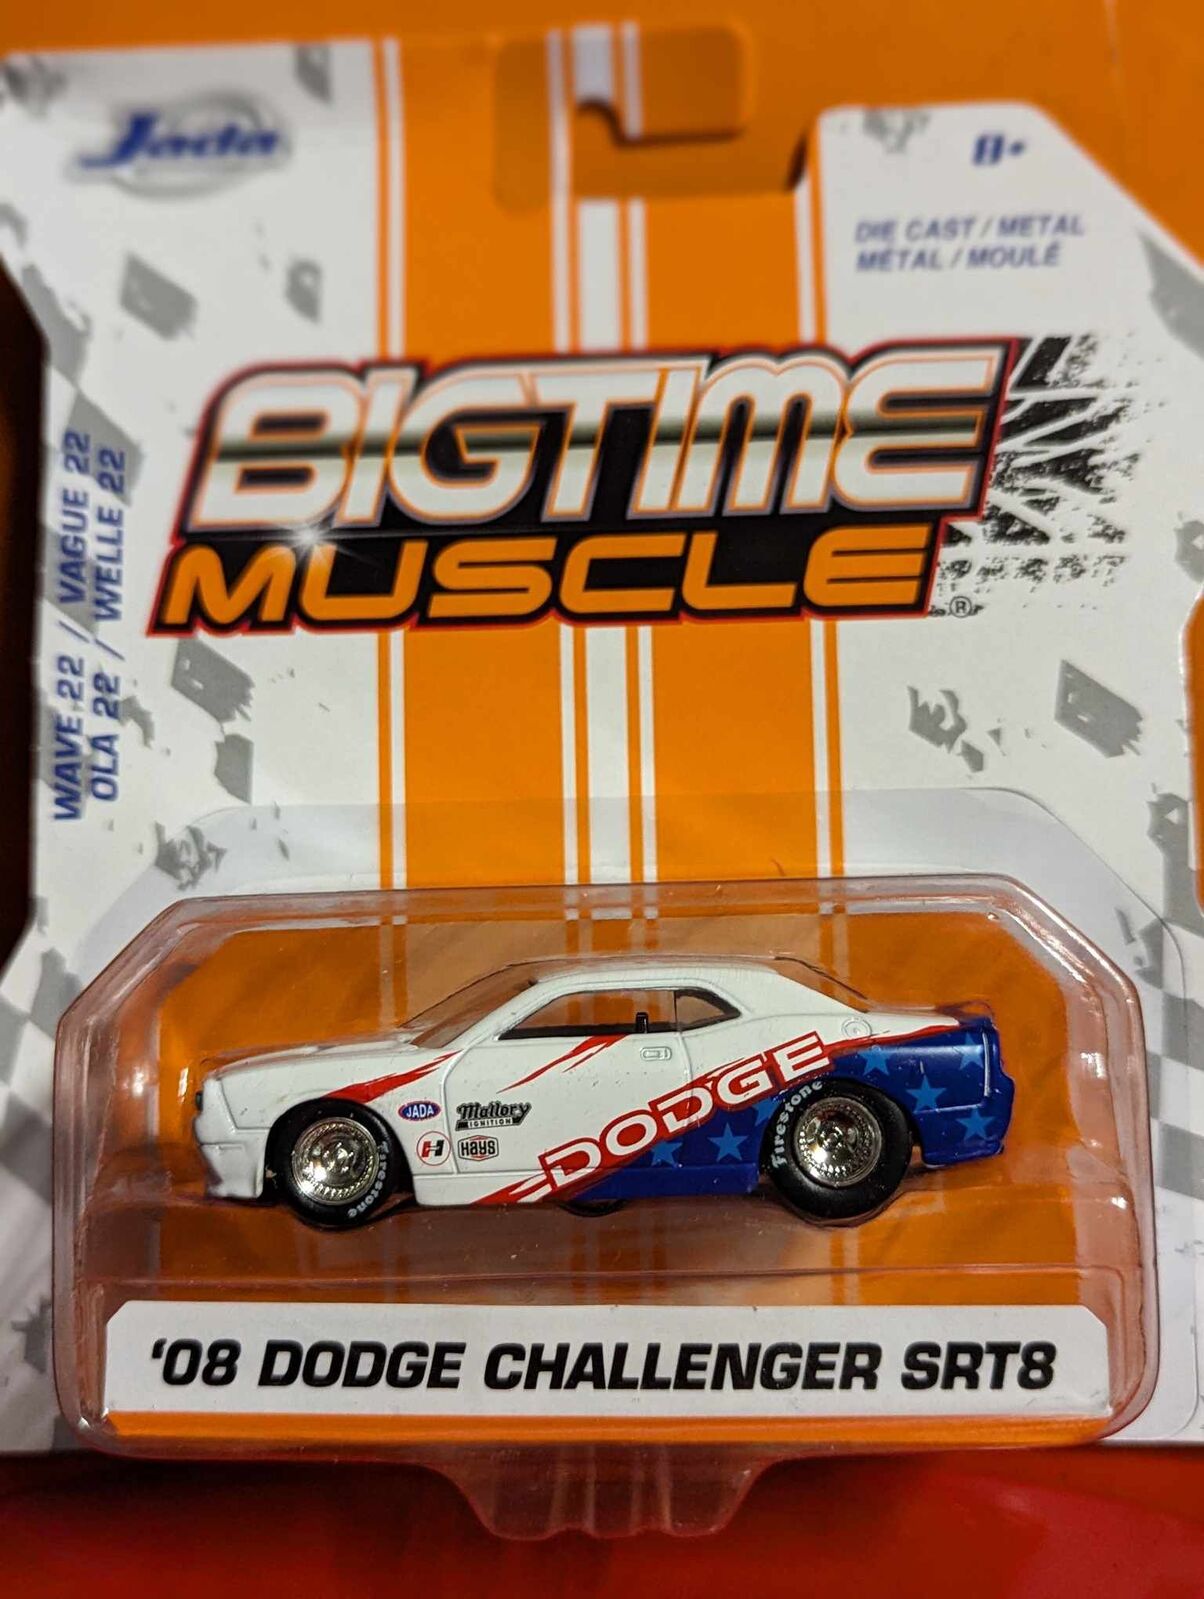 Jada
8+
DIE CAST / METAL
MÉTAL / MOULÉ
BIGTIME
MUSCLE®
WAVE 22 / VAGUE 22
OLA 22 / WELLE 22
JADA
Mallory
IGNITION
H
Hays
DODGE
Firestone
Firestone
'08 DODGE CHALLENGER SRT8